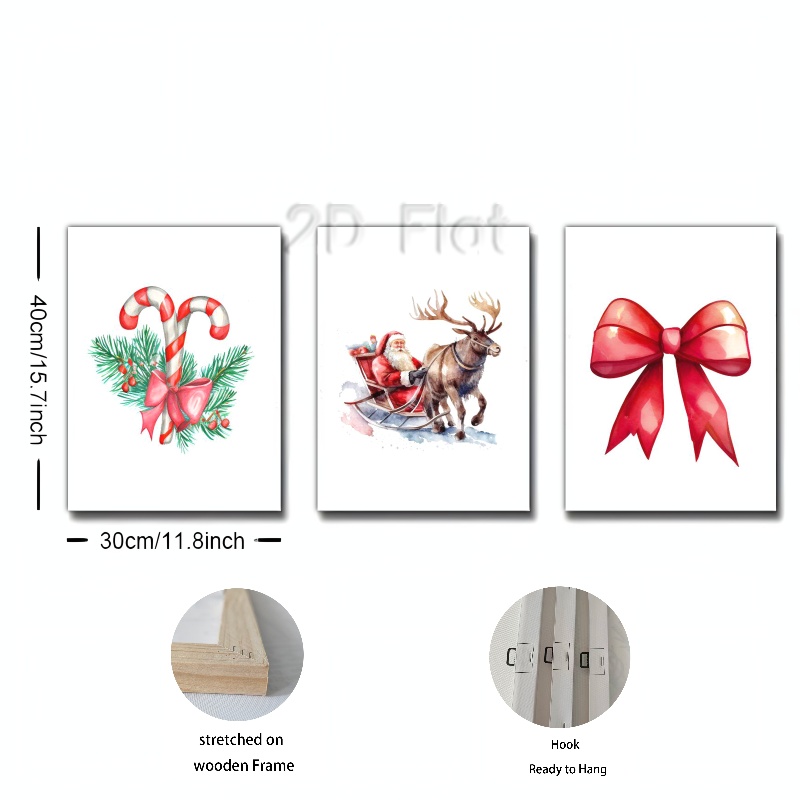 2D Flat
40cm/15.7inch
30cm/11.8inch
stretched on
wooden Frame
Hook
Ready to Hang